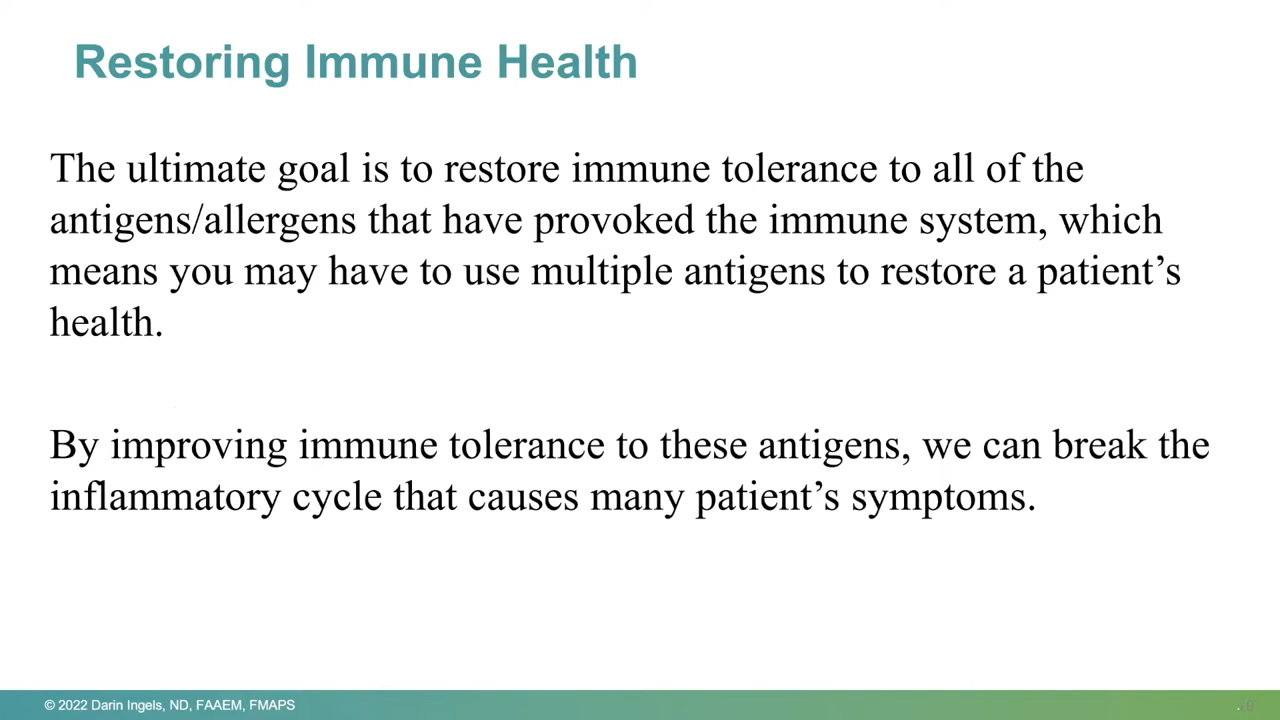 Restoring Immune Health
The ultimate goal is to restore immune tolerance to all of the
antigens/allergens that have provoked the immune system, which
means you may have to use multiple antigens to restore a patient’s
health.
By improving immune tolerance to these antigens, we can break the
inflammatory cycle that causes many patient’s symptoms.
© 2022 Darin Ingels, ND, FAAEM, FMAPS